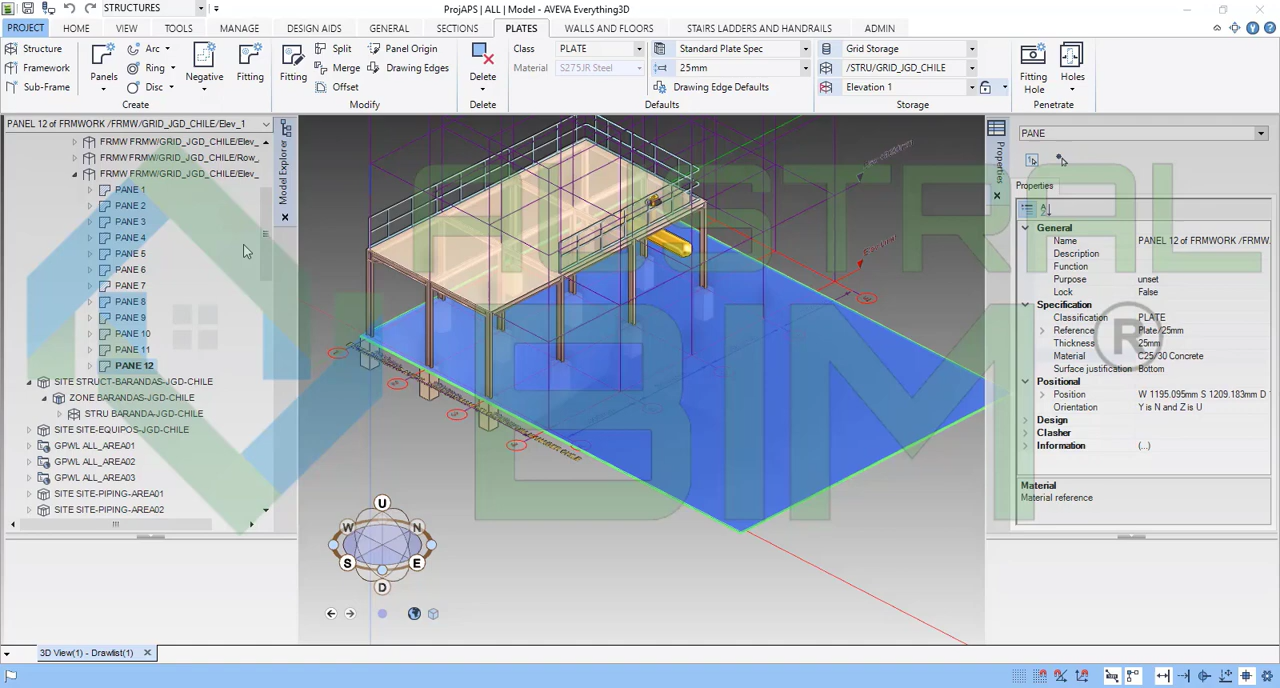 STRUCTURES
ProjAPS | ALL | Model - AVEVA Everything3D
PROJECT HOME VIEW TOOLS MANAGE DESIGN AIDS GENERAL SECTIONS PLATES WALLS AND FLOORS STAIRS LADDERS AND HANDRAILS ADMIN
Structure
Framework
Sub-Frame
Panels
Arc
Ring
Disc
Negative
Fitting
Create
Fitting
Split
Merge
Offset
Panel Origin
Drawing Edges
Modify
Delete
Delete
Class PLATE
Material S275JR Steel
Standard Plate Spec
25mm
Drawing Edge Defaults
Defaults
Grid Storage
/STRU/GRID_JGD_CHILE
Elevation 1
Storage
Fitting Hole
Holes
Penetrate
PANEL 12 of FRMWORK /FRMW/GRID_JGD_CHILE/Elev_1
FRMW FRMW/GRID_JGD_CHILE/Elev_
FRMW FRMW/GRID_JGD_CHILE/Row_
FRMW FRMW/GRID_JGD_CHILE/Elev_
PANE 1
PANE 2
PANE 3
PANE 4
PANE 5
PANE 6
PANE 7
PANE 8
PANE 9
PANE 10
PANE 11
PANE 12
SITE STRUCT-BARANDAS-JGD-CHILE
ZONE BARANDAS-JGD-CHILE
STRU BARANDA-JGD-CHILE
SITE SITE-EQUIPOS-JGD-CHILE
GPWL ALL_AREA01
GPWL ALL_AREA02
GPWL ALL_AREA03
SITE SITE-PIPING-AREA01
SITE SITE-PIPING-AREA02
Model Explorer
AUSTRAL
BIM
®
U
W
N
S
E
D
Properties
PANE
Properties
General
Name PANEL 12 of FRMWORK /FRMW.
Description
Function
Purpose unset
Lock False
Specification
Classification PLATE
Reference Plate/25mm
Thickness 25mm
Material C25/30 Concrete
Surface justification Bottom
Positional
Position W 1195.095mm S 1209.183mm D
Orientation Y is N and Z is U
Design
Clasher
Information (...)
Material
Material reference
3D View(1) - Drawlist(1)